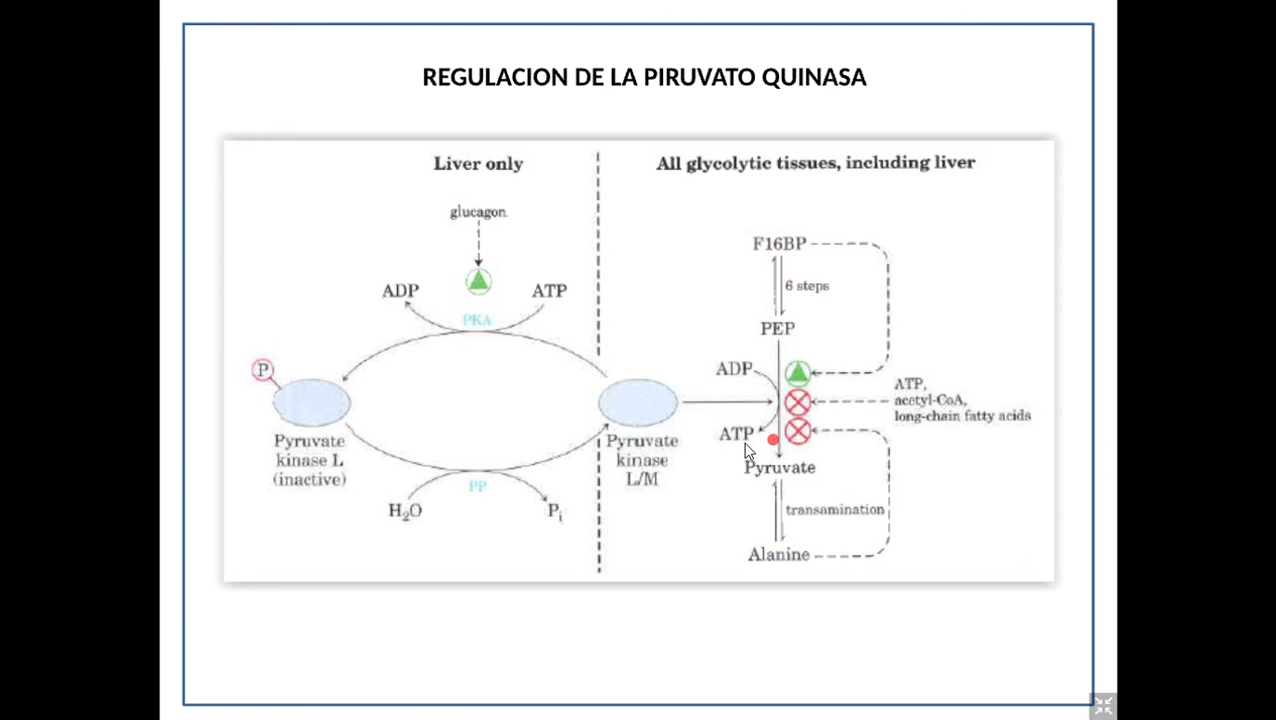 REGULACION DE LA PIRUVATO QUINASA
Liver only
All glycolytic tissues, including liver
glucagon
F16BP
ADP
ATP
6 steps
PKA
PEP
P
ADP
ATP,
acetyl-CoA,
long-chain fatty acids
ATP
Pyruvate
kinase L
(inactive)
Pyruvate
kinase
L/M
Pyruvate
PP
H₂O
Pi
transamination
Alanine